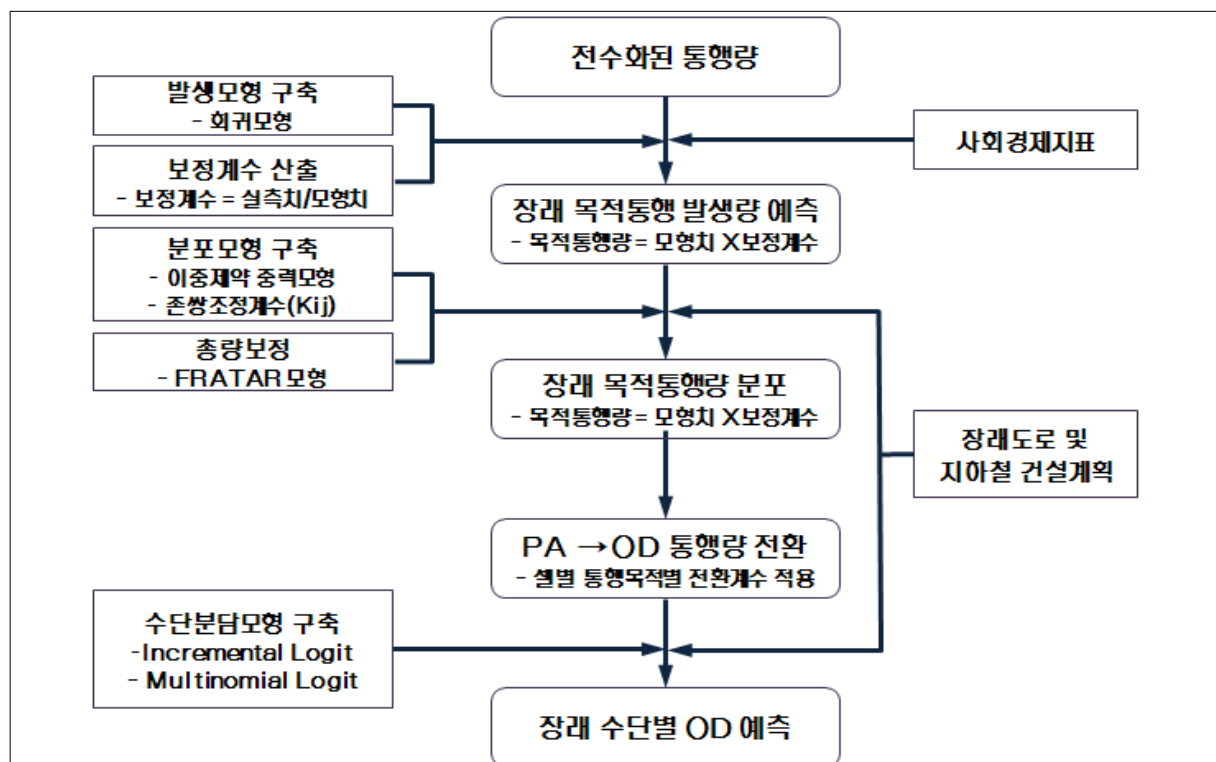 전수화된 통행량
발생모형 구축
- 회귀모형
사회경제지표
보정계수 산출
- 보정계수 = 실측치/모형치
장래 목적통행 발생량 예측
- 목적통행량 = 모형치 X보정계수
분포모형 구축
- 이중제약 중력모형
- 존쌍조정계수(Kij)
총량보정
- FRATAR 모형
장래 목적통행량 분포
- 목적통행량 = 모형치 X보정계수
장래도로 및
지하철 건설계획
PA →OD 통행량 전환
- 셀별 통행목적별 전환계수 적용
수단분담모형 구축
-Incremental Logit
- Multinomial Logit
장래 수단별 OD 예측